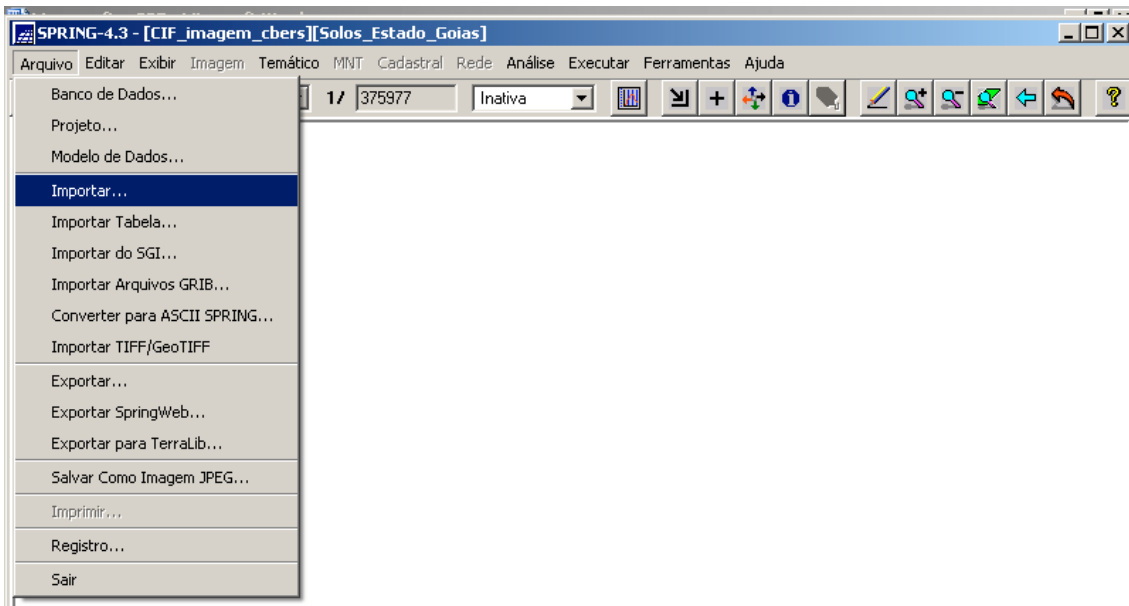 SPRING-4.3 - [CIF_imagem_cbers][Solos_Estado_Goias]
Arquivo Editar Exibir Imagem Temático MNT Cadastral Rede Análise Executar Ferramentas Ajuda
1/ 375977 Inativa
Banco de Dados...
Projeto...
Modelo de Dados...
Importar...
Importar Tabela...
Importar do SGI...
Importar Arquivos GRIB...
Converter para ASCII SPRING...
Importar TIFF/GeoTIFF
Exportar...
Exportar SpringWeb...
Exportar para TerraLib...
Salvar Como Imagem JPEG...
Imprimir...
Registro...
Sair